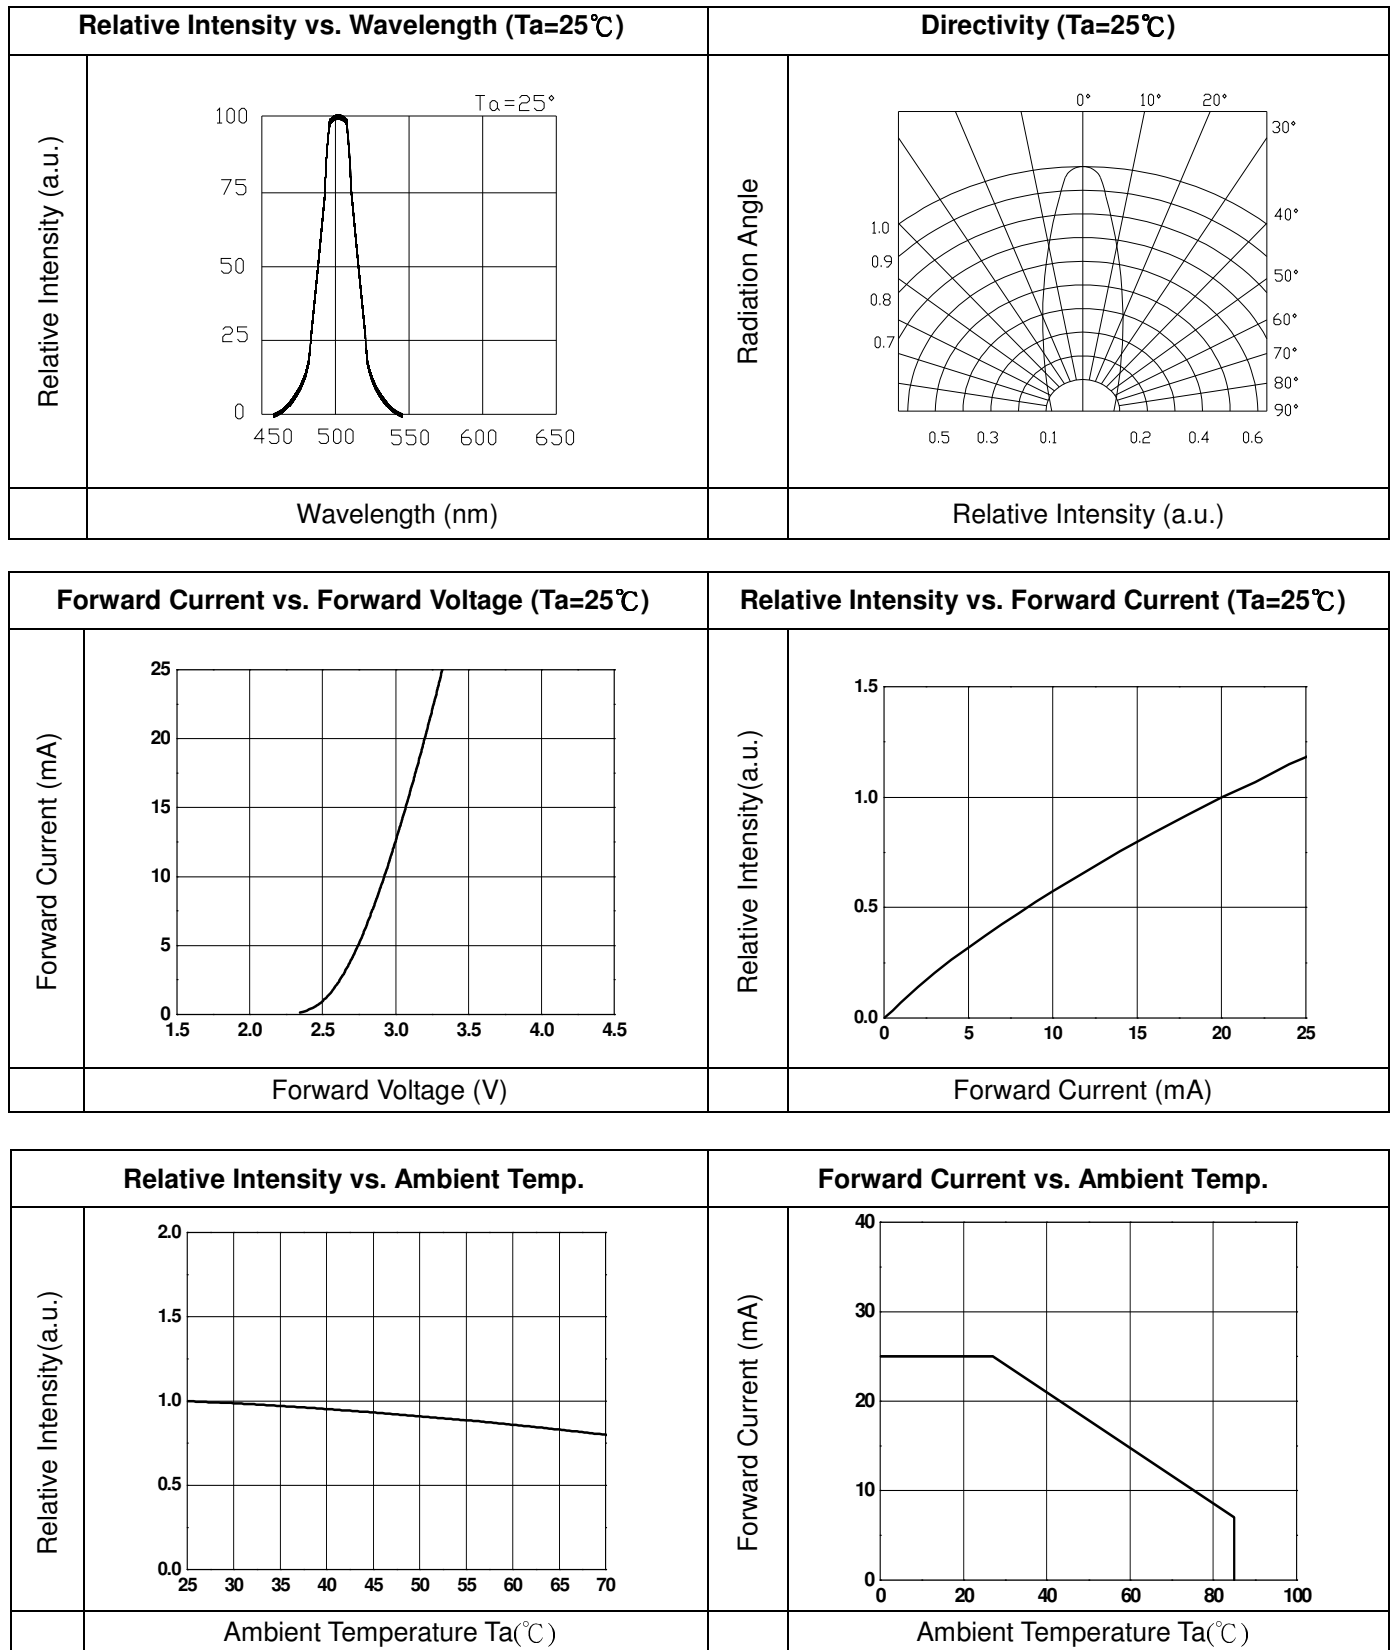 Relative Intensity vs. Wavelength (Ta=25℃)
Directivity (Ta=25℃)
Relative Intensity (a.u.)
Ta=25°
100
75
50
25
0
450 500 550 600 650
Wavelength (nm)
Radiation Angle
0° 10° 20°
30°
40°
50°
60°
70°
80°
90°
1.0
0.9
0.8
0.7
0.5 0.3 0.1 0.2 0.4 0.6
Relative Intensity (a.u.)
Forward Current vs. Forward Voltage (Ta=25℃)
Relative Intensity vs. Forward Current (Ta=25℃)
Forward Current (mA)
25
20
15
10
5
0
1.5 2.0 2.5 3.0 3.5 4.0 4.5
Forward Voltage (V)
Relative Intensity(a.u.)
1.5
1.0
0.5
0.0
0 5 10 15 20 25
Forward Current (mA)
Relative Intensity vs. Ambient Temp.
Forward Current vs. Ambient Temp.
Relative Intensity(a.u.)
2.0
1.5
1.0
0.5
0.0
25 30 35 40 45 50 55 60 65 70
Ambient Temperature Ta(℃)
Forward Current (mA)
40
30
20
10
0
0 20 40 60 80 100
Ambient Temperature Ta(℃)